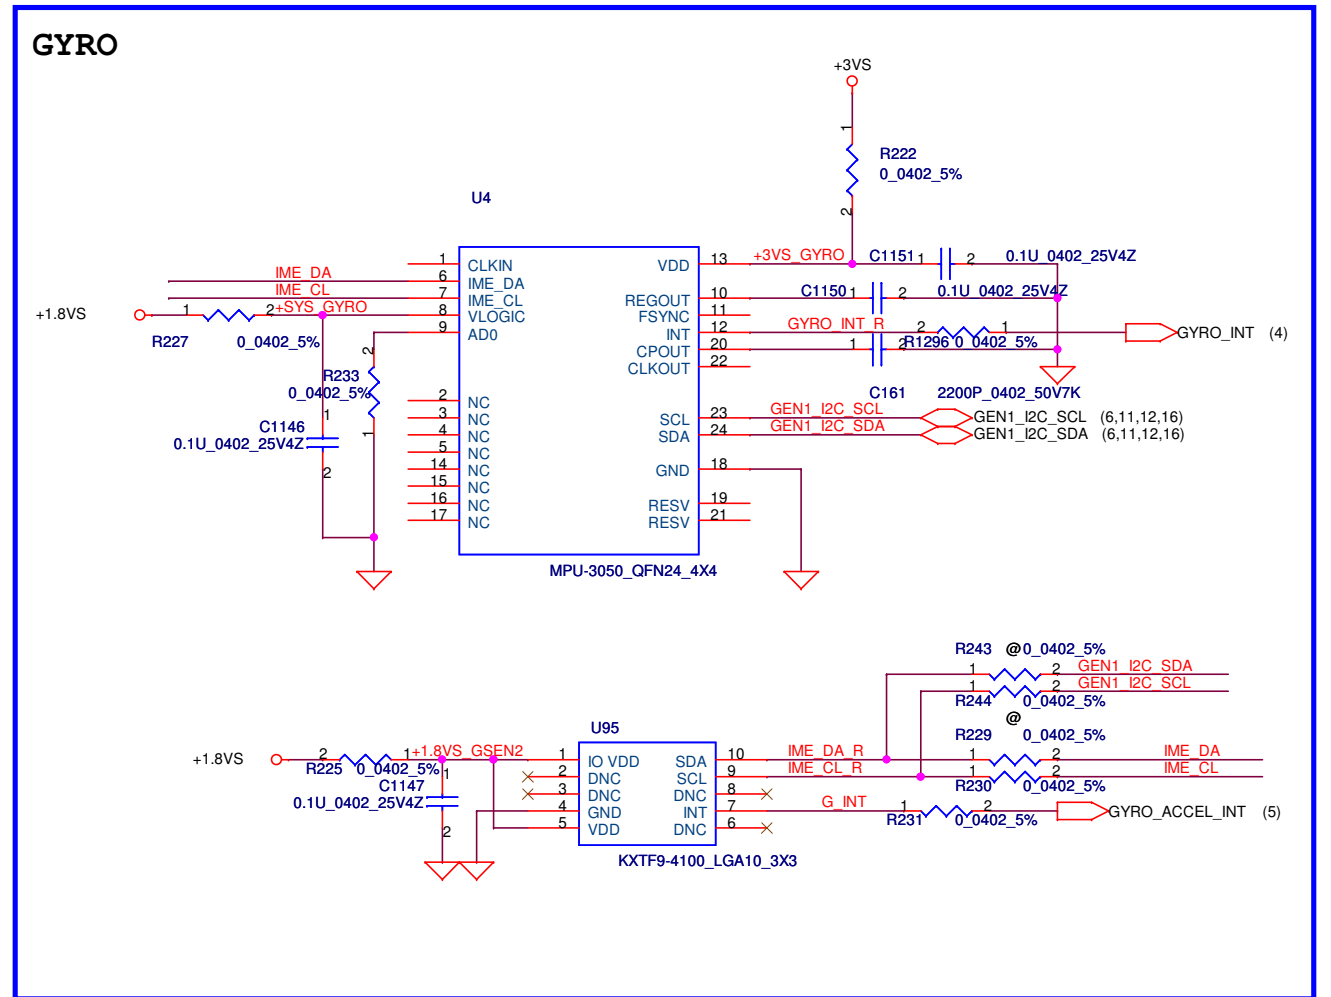 GYRO
+3VS
1
R222
0_0402_5%
2
U4
1 CLKIN
IME_DA 6 IME_DA
IME_CL 7 IME_CL
+1.8VS 1 2 +SYS_GYRO 8 VLOGIC
R227 0_0402_5%
9 AD0
2
R233
0_0402_5%
1
1
C1146
0.1U_0402_25V4Z
2
2 NC
3 NC
4 NC
5 NC
14 NC
15 NC
16 NC
17 NC
VDD 13 +3VS_GYRO C1151 1 2 0.1U_0402_25V4Z
REGOUT 10 C1150 1 2 0.1U_0402_25V4Z
FSYNC 11
INT 12 GYRO_INT_R 2 1 GYRO_INT (4)
R1296 0_0402_5%
CPOUT 20 1 2
CLKOUT 22
C161 2200P_0402_50V7K
SCL 23 GEN1_I2C_SCL GEN1_I2C_SCL (6,11,12,16)
SDA 24 GEN1_I2C_SDA GEN1_I2C_SDA (6,11,12,16)
GND 18
RESV 19
RESV 21
MPU-3050_QFN24_4X4
R243 @ 0_0402_5%
1 2 GEN1_I2C_SDA
1 2 GEN1_I2C_SCL
R244 0_0402_5%
@
R229 0_0402_5%
U95
+1.8VS 2 1 +1.8VS_GSEN2 1 IO VDD
R225 0_0402_5%
1
C1147
0.1U_0402_25V4Z
2
2 DNC
3 DNC
4 GND
5 VDD
SDA 10 IME_DA_R 1 2 IME_DA
SCL 9 IME_CL_R 1 2 IME_CL
R230 0_0402_5%
DNC 8
INT 7 G_INT 1 2 GYRO_ACCEL_INT (5)
R231 0_0402_5%
DNC 6
KXTF9-4100_LGA10_3X3